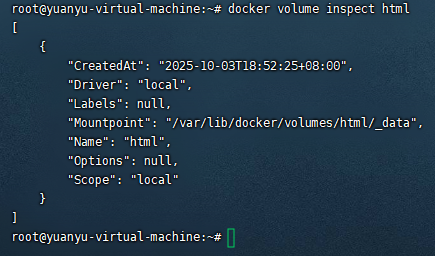 root@yuanyu-virtual-machine:~# docker volume inspect html
[
    {
        "CreatedAt": "2025-10-03T18:52:25+08:00",
        "Driver": "local",
        "Labels": null,
        "Mountpoint": "/var/lib/docker/volumes/html/_data",
        "Name": "html",
        "Options": null,
        "Scope": "local"
    }
]
root@yuanyu-virtual-machine:~#